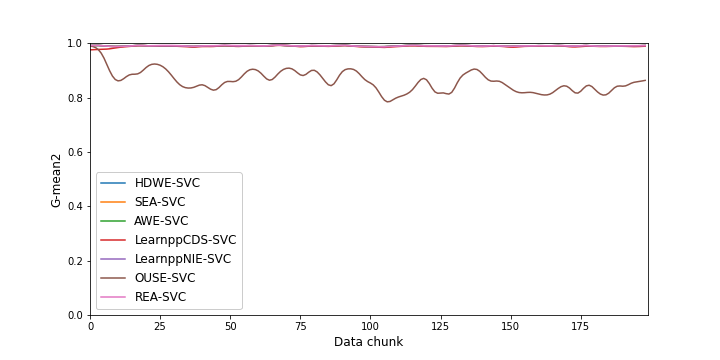 1.0
0.8
0.6
0.4
0.2
0.0
G-mean2
HDWE-SVC
SEA-SVC
AWE-SVC
LearnppCDS-SVC
LearnppNIE-SVC
OUSE-SVC
REA-SVC
0 25 50 75 100 125 150 175
Data chunk